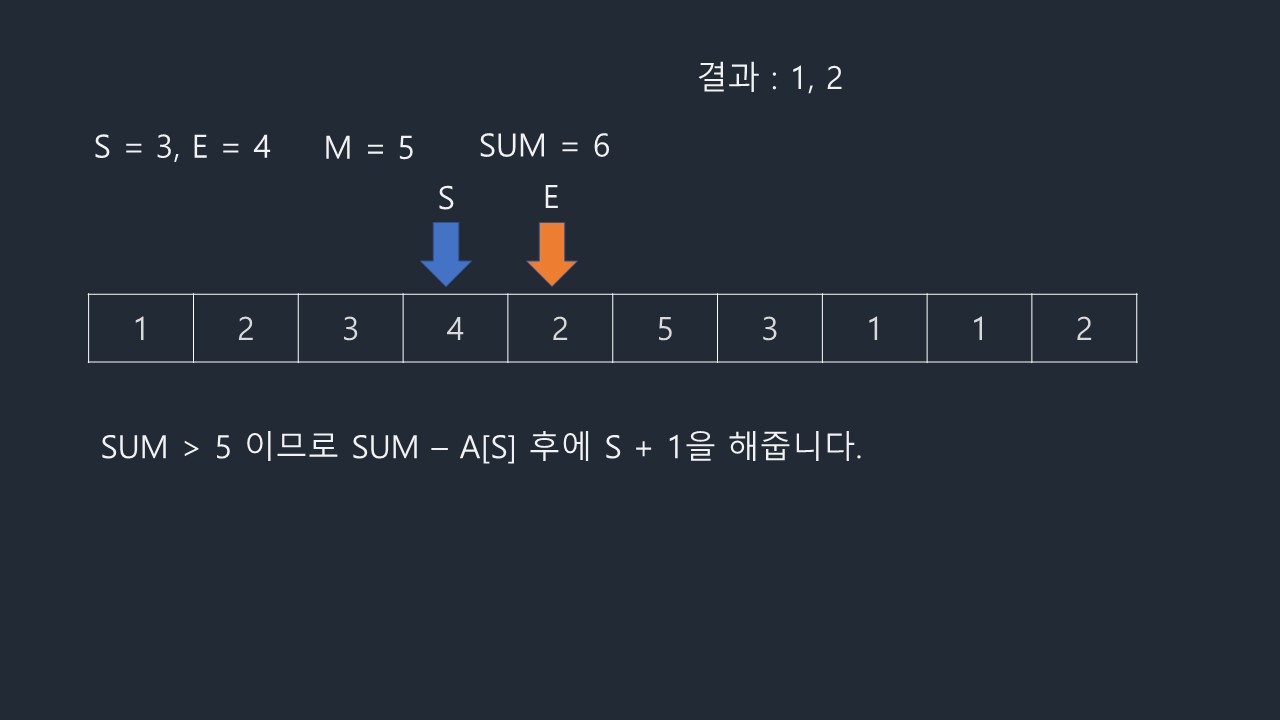 결과 : 1, 2
S = 3, E = 4 M = 5 SUM = 6
S E
1 2 3 4 2 5 3 1 1 2
SUM > 5 이므로 SUM – A[S] 후에 S + 1을 해줍니다.